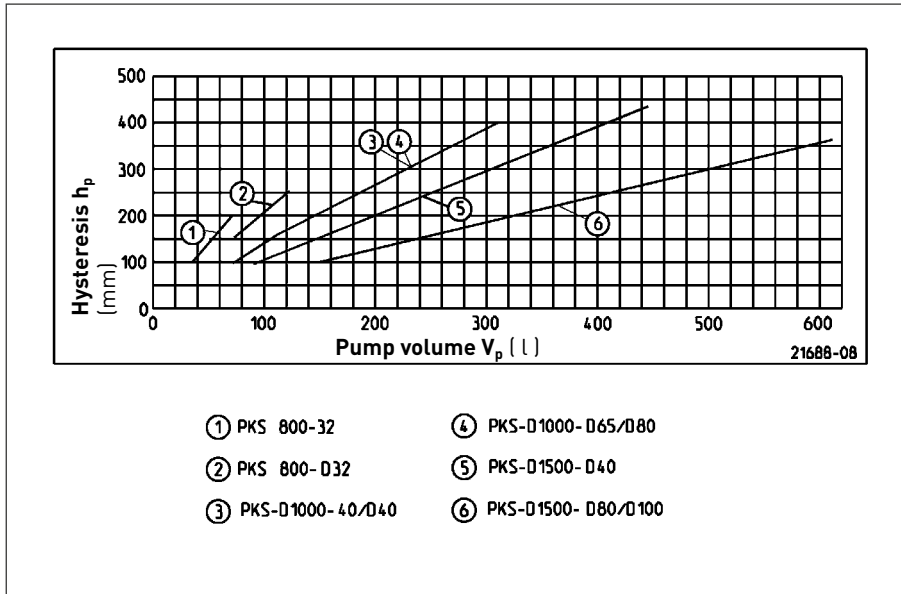 500
400
300
200
100
0
Hysteresis hp
(mm)
③ ④
②
①
⑤
⑥
0 100 200 300 400 500 600
Pump volume Vp ( l )
21688-08
① PKS 800-32
② PKS 800-D32
③ PKS-D1000-40/D40
④ PKS-D1000-D65/D80
⑤ PKS-D1500-D40
⑥ PKS-D1500-D80/D100